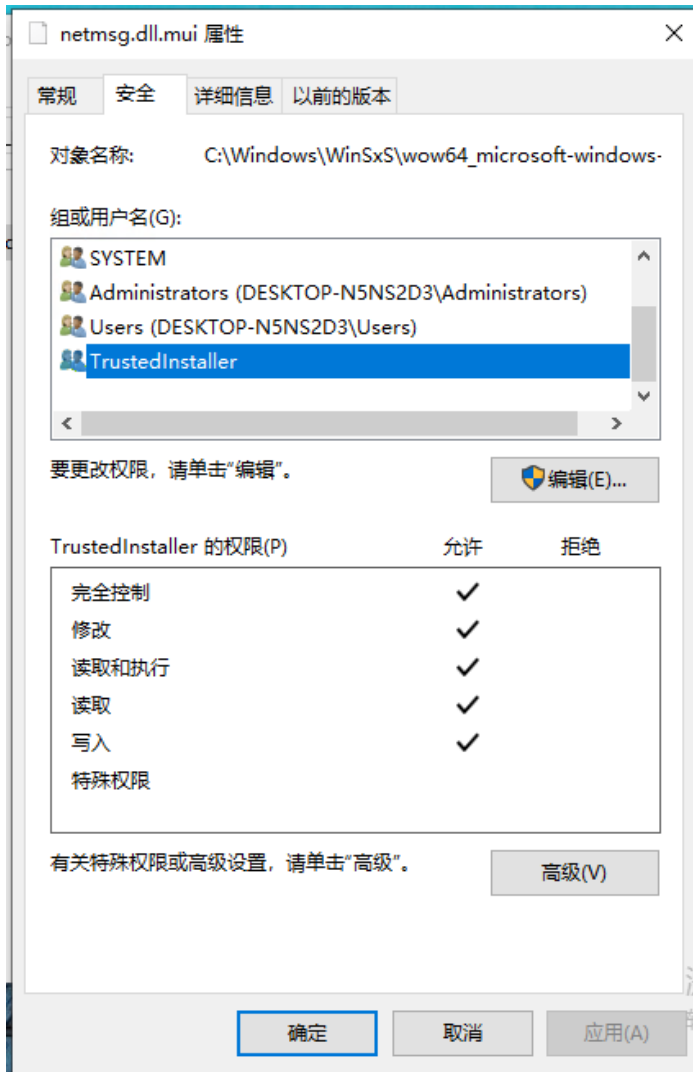 netmsg.dll.mui 属性
常规 安全 详细信息 以前的版本
对象名称: C:\Windows\WinSxS\wow64_microsoft-windows-
组或用户名(G):
SYSTEM
Administrators (DESKTOP-N5NS2D3\Administrators)
Users (DESKTOP-N5NS2D3\Users)
TrustedInstaller
要更改权限，请单击"编辑"。 编辑(E)...
TrustedInstaller 的权限(P) 允许 拒绝
完全控制
修改
读取和执行
读取
写入
特殊权限
有关特殊权限或高级设置，请单击"高级"。 高级(V)
确定 取消 应用(A)